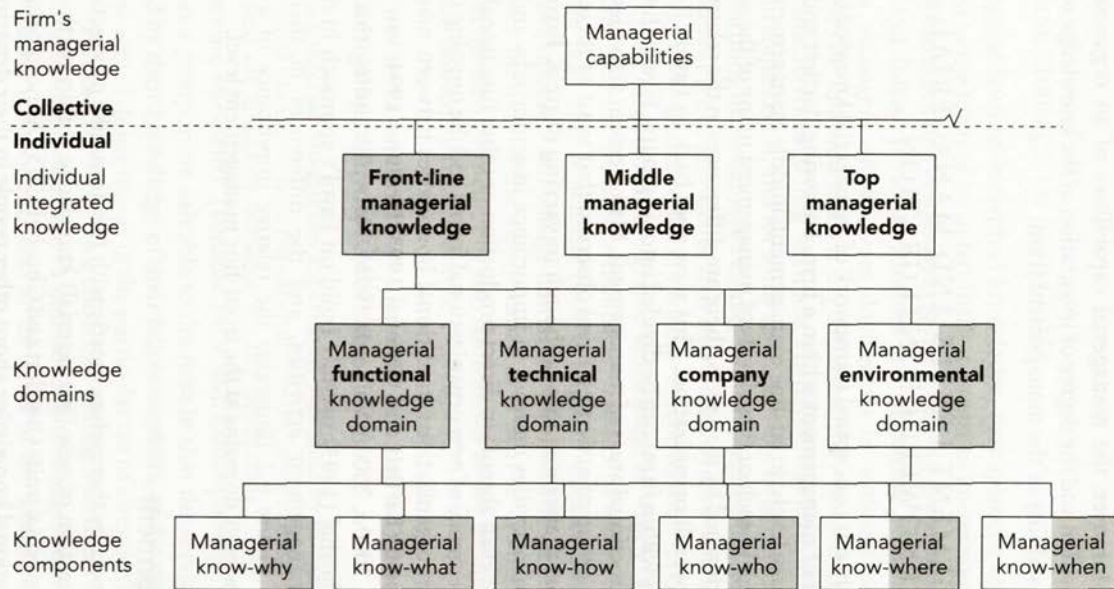 Firm's
managerial
knowledge
Managerial
capabilities
Collective
Individual
Individual
integrated
knowledge
Front-line
managerial
knowledge
Middle
managerial
knowledge
Top
managerial
knowledge
Knowledge
domains
Managerial
functional
knowledge
domain
Managerial
technical
knowledge
domain
Managerial
company
knowledge
domain
Managerial
environmental
knowledge
domain
Knowledge
components
Managerial
know-why
Managerial
know-what
Managerial
know-how
Managerial
know-who
Managerial
know-where
Managerial
know-when